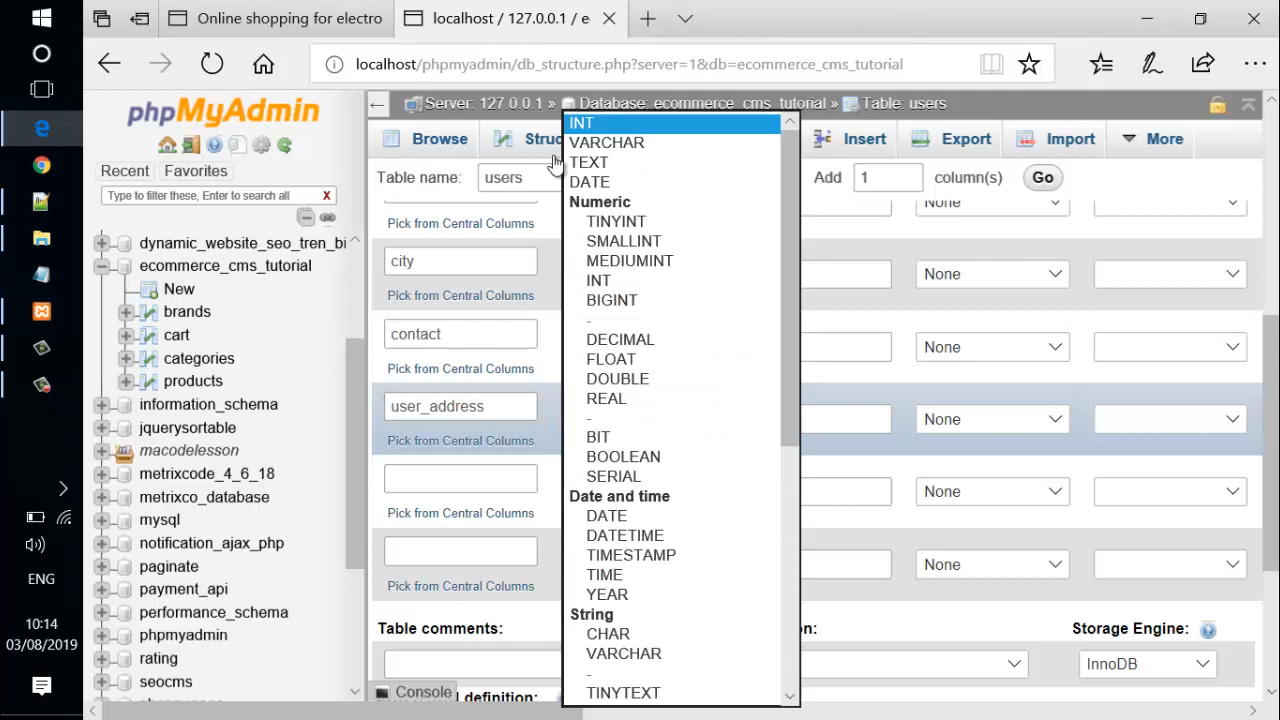 Online shopping for electro
localhost / 127.0.0.1 / e
localhost/phpmyadmin/db_structure.php?server=1&db=ecommerce_cms_tutorial
phpMyAdmin
Recent
Favorites
Type to filter these, Enter to search all
X
dynamic_website_seo_tren_bi
ecommerce_cms_tutorial
New
brands
cart
categories
products
information_schema
jquerysortable
macodelesson
metrixcode_4_6_18
metrixco_database
mysql
notification_ajax_php
paginate
payment_api
performance_schema
phpmyadmin
rating
seocms
ENG
10:14
03/08/2019
Server: 127.0.0.1 » Database: ecommerce_cms_tutorial » Table: users
Browse
Struc
Insert
Export
Import
More
Table name: users
Add 1 column(s) Go
None
Pick from Central Columns
city
None
Pick from Central Columns
contact
None
Pick from Central Columns
user_address
None
Pick from Central Columns
None
Pick from Central Columns
None
Pick from Central Columns
INT
VARCHAR
TEXT
DATE
Numeric
TINYINT
SMALLINT
MEDIUMINT
INT
BIGINT
-
DECIMAL
FLOAT
DOUBLE
REAL
-
BIT
BOOLEAN
SERIAL
Date and time
DATE
DATETIME
TIMESTAMP
TIME
YEAR
String
CHAR
VARCHAR
-
TINYTEXT
Table comments:
on:
Storage Engine:
InnoDB
Console
definition: